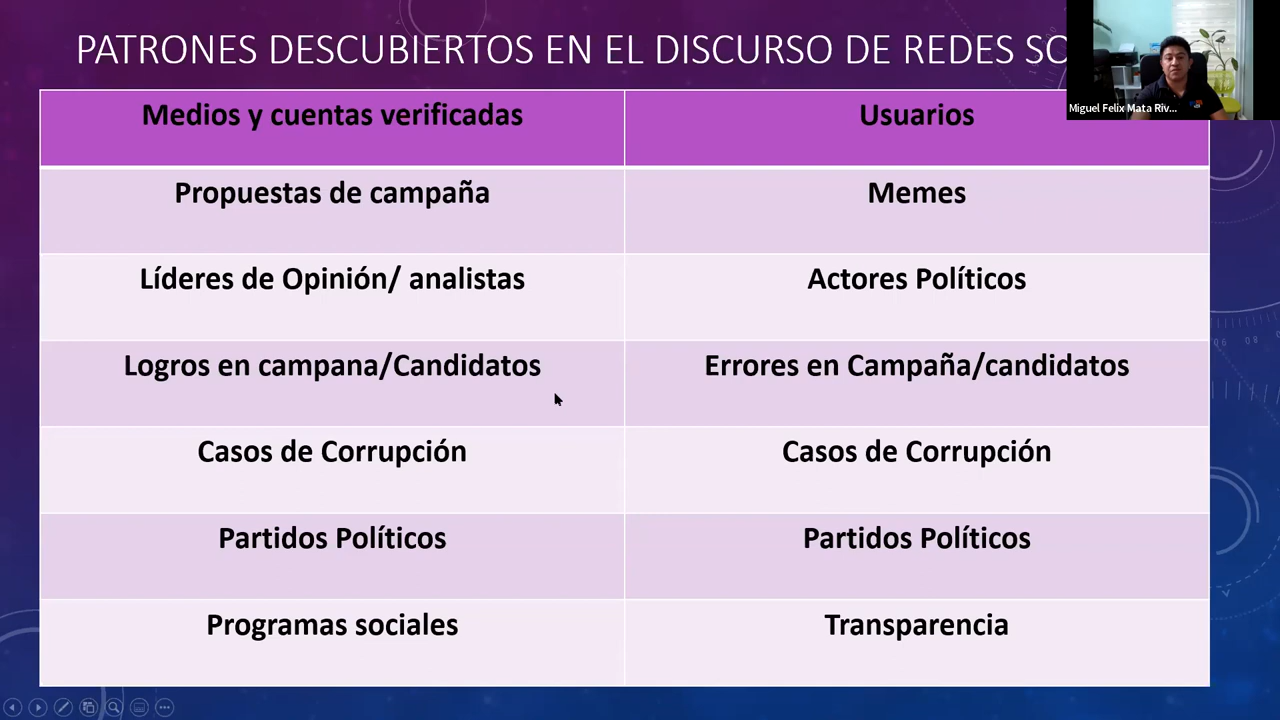 PATRONES DESCUBIERTOS EN EL DISCURSO DE REDES SO
Miguel Felix Mata Riv...
Medios y cuentas verificadas
Usuarios
Propuestas de campaña
Memes
Líderes de Opinión/ analistas
Actores Políticos
Logros en campana/Candidatos
Errores en Campaña/candidatos
Casos de Corrupción
Casos de Corrupción
Partidos Políticos
Partidos Políticos
Programas sociales
Transparencia